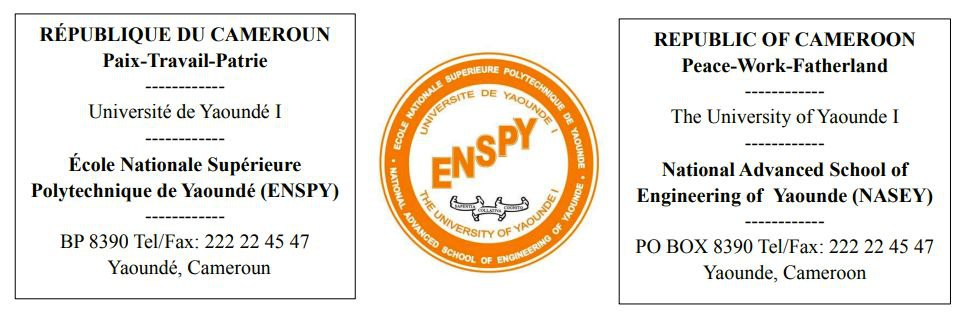 RÉPUBLIQUE DU CAMEROUN
Paix-Travail-Patrie
------------
Université de Yaoundé I
------------
École Nationale Supérieure
Polytechnique de Yaoundé (ENSPY)
------------
BP 8390 Tel/Fax: 222 22 45 47
Yaoundé, Cameroun
ECOLE NATIONALE SUPERIEURE POLYTECHNIQUE DE YAOUNDE
UNIVERSITE DE YAOUNDE I
ENSPY
SAPIENTIA COLLATIVA COGNITIO
THE UNIVERSITY OF YAOUNDE I
NATIONAL ADVANCED SCHOOL OF ENGINEERING OF YAOUNDE
REPUBLIC OF CAMEROON
Peace-Work-Fatherland
------------
The University of Yaounde I
------------
National Advanced School of
Engineering of Yaounde (NASEY)
------------
PO BOX 8390 Tel/Fax: 222 22 45 47
Yaounde, Cameroon